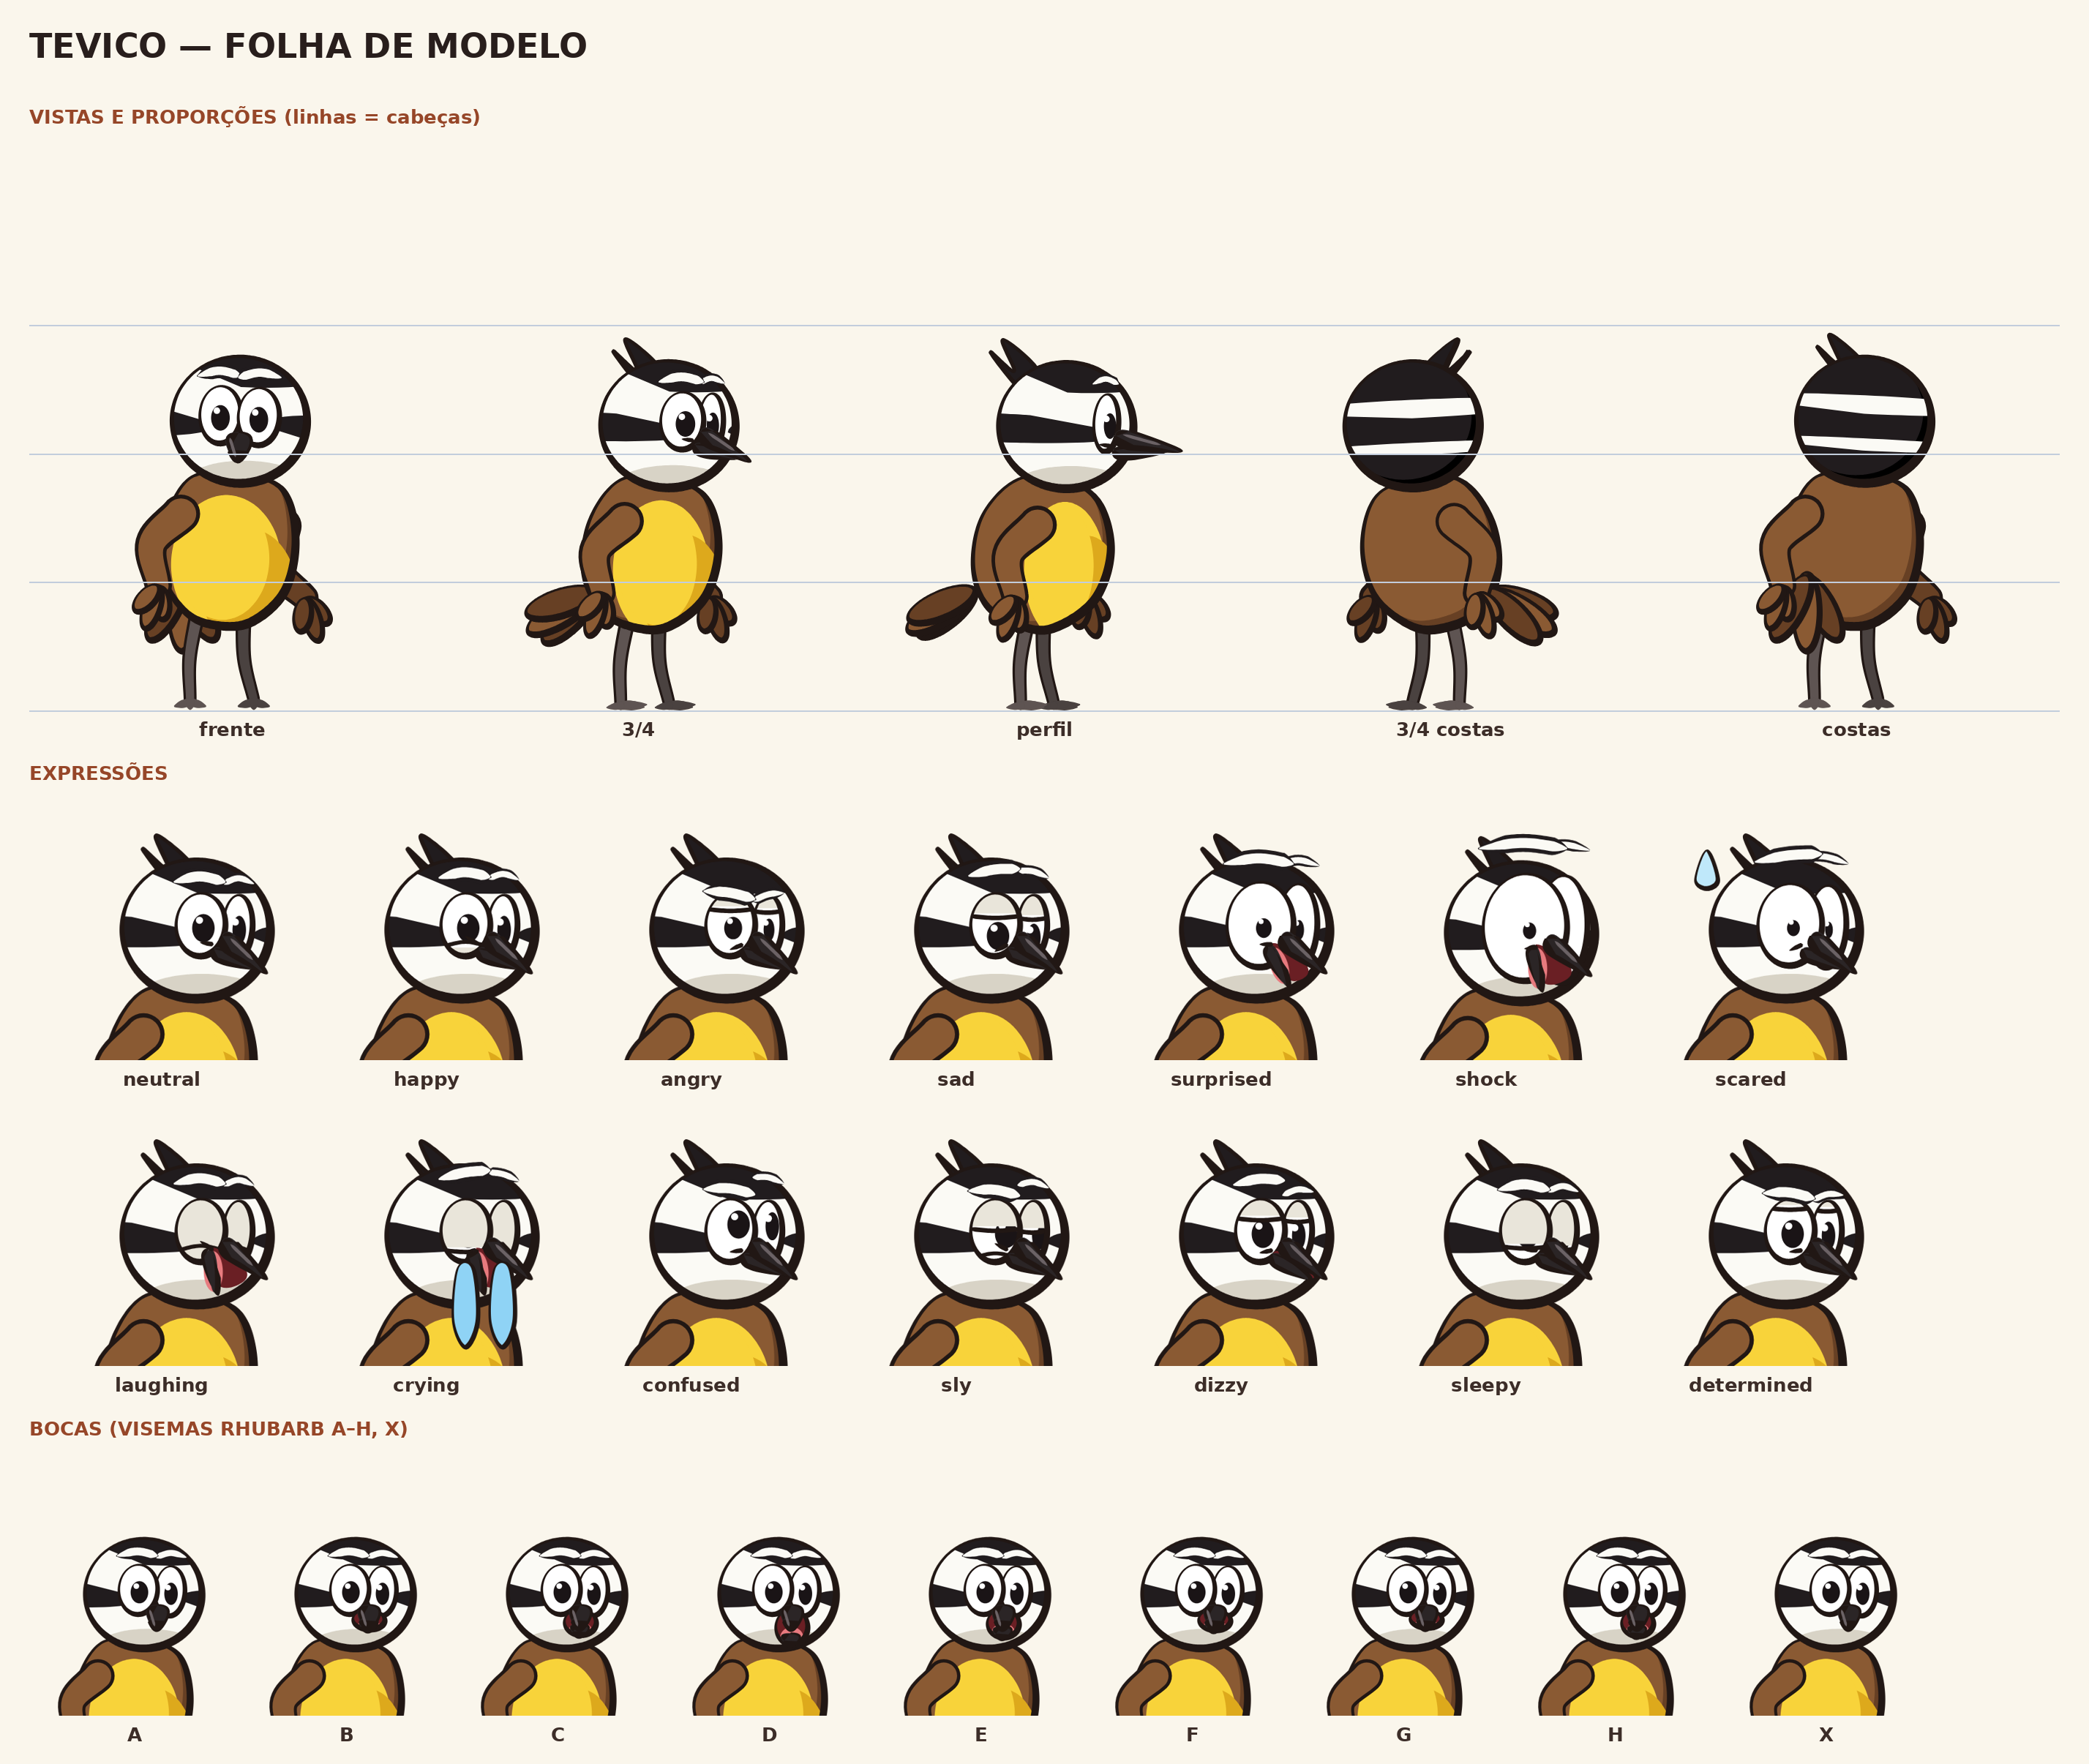 TEVICO — FOLHA DE MODELO
VISTAS E PROPORÇÕES (linhas = cabeças)
frente 3/4 perfil 3/4 costas costas
EXPRESSÕES
neutral happy angry sad surprised shock scared
laughing crying confused sly dizzy sleepy determined
BOCAS (VISEMAS RHUBARB A–H, X)
A B C D E F G H X